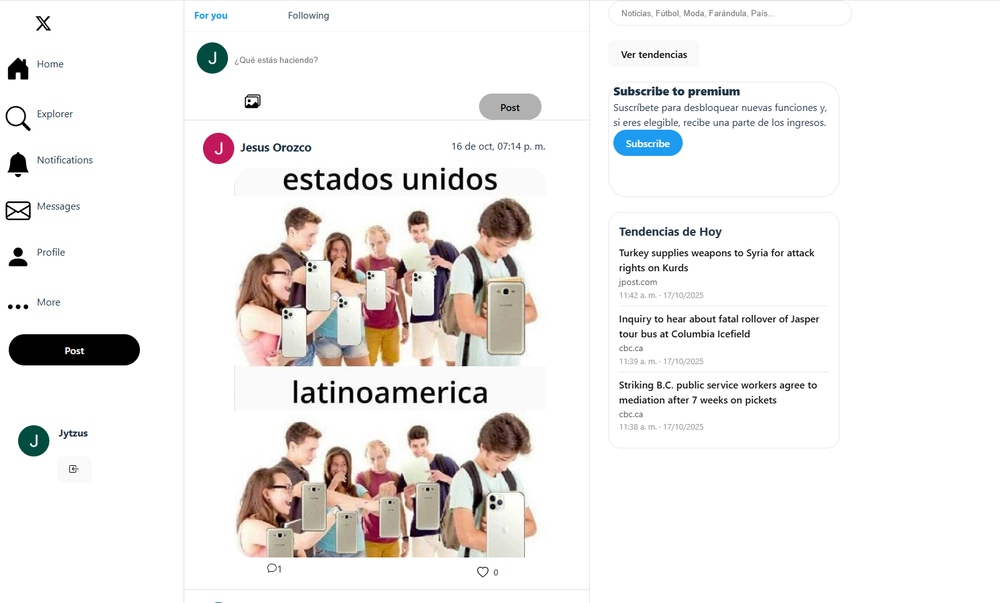 Home
Explorer
Notifications
Messages
Profile
More
Post
J
Jytzus
For you
Following
J
¿Qué estás haciendo?
Post
J
Jesus Orozco
16 de oct, 07:14 p. m.
estados unidos
latinoamerica
1
0
Noticias, Fútbol, Moda, Farándula, País...
Ver tendencias
Subscribe to premium
Suscríbete para desbloquear nuevas funciones y,
si eres elegible, recibe una parte de los ingresos.
Subscribe
Tendencias de Hoy
Turkey supplies weapons to Syria for attack
rights on Kurds
jpost.com
11:42 a. m. · 17/10/2025
Inquiry to hear about fatal rollover of Jasper
tour bus at Columbia Icefield
cbc.ca
11:39 a. m. · 17/10/2025
Striking B.C. public service workers agree to
mediation after 7 weeks on pickets
cbc.ca
11:38 a. m. · 17/10/2025